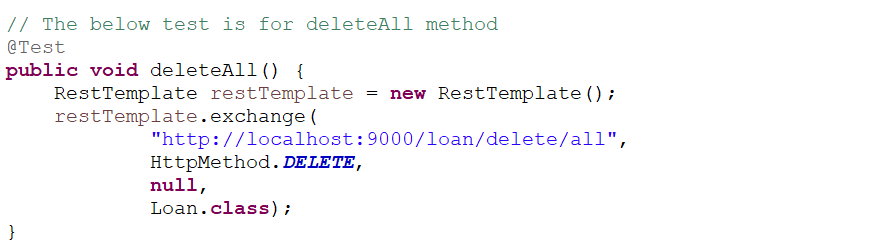 // The below test is for deleteAll method
@Test
public void deleteAll() {
    RestTemplate restTemplate = new RestTemplate();
    restTemplate.exchange(
            "http://localhost:9000/loan/delete/all",
            HttpMethod.DELETE,
            null,
            Loan.class);
}